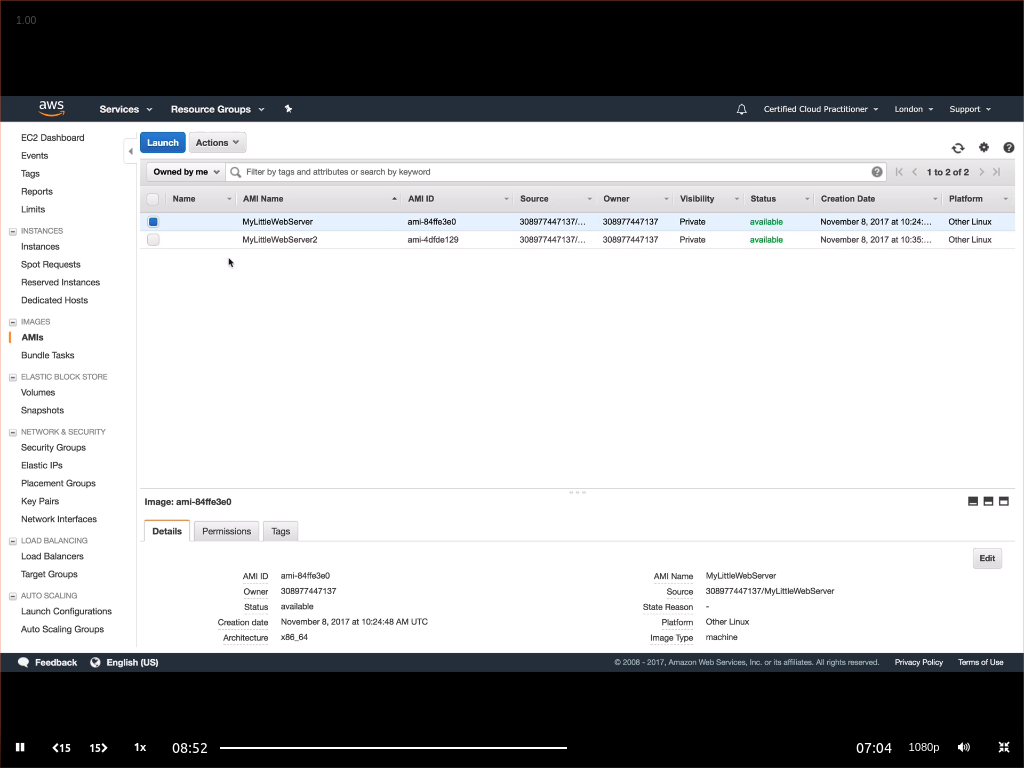 1.00
aws Services Resource Groups Certified Cloud Practitioner London Support
EC2 Dashboard
Events
Tags
Reports
Limits
INSTANCES
Instances
Spot Requests
Reserved Instances
Dedicated Hosts
IMAGES
AMIs
Bundle Tasks
ELASTIC BLOCK STORE
Volumes
Snapshots
NETWORK & SECURITY
Security Groups
Elastic IPs
Placement Groups
Key Pairs
Network Interfaces
LOAD BALANCING
Load Balancers
Target Groups
AUTO SCALING
Launch Configurations
Auto Scaling Groups
Launch Actions
Owned by me Filter by tags and attributes or search by keyword 1 to 2 of 2
Name AMI Name AMI ID Source Owner Visibility Status Creation Date Platform
MyLittleWebServer ami-84ffe3e0 308977447137/... 308977447137 Private available November 8, 2017 at 10:24:... Other Linux
MyLittleWebServer2 ami-4dfde129 308977447137/... 308977447137 Private available November 8, 2017 at 10:35:... Other Linux
Image: ami-84ffe3e0
Details Permissions Tags
Edit
AMI ID ami-84ffe3e0 AMI Name MyLittleWebServer
Owner 308977447137 Source 308977447137/MyLittleWebServer
Status available State Reason -
Creation date November 8, 2017 at 10:24:48 AM UTC Platform Other Linux
Architecture x86_64 Image Type machine
Feedback English (US) © 2008 - 2017, Amazon Web Services, Inc. or its affiliates. All rights reserved. Privacy Policy Terms of Use
15 15 1x 08:52 07:04 1080p